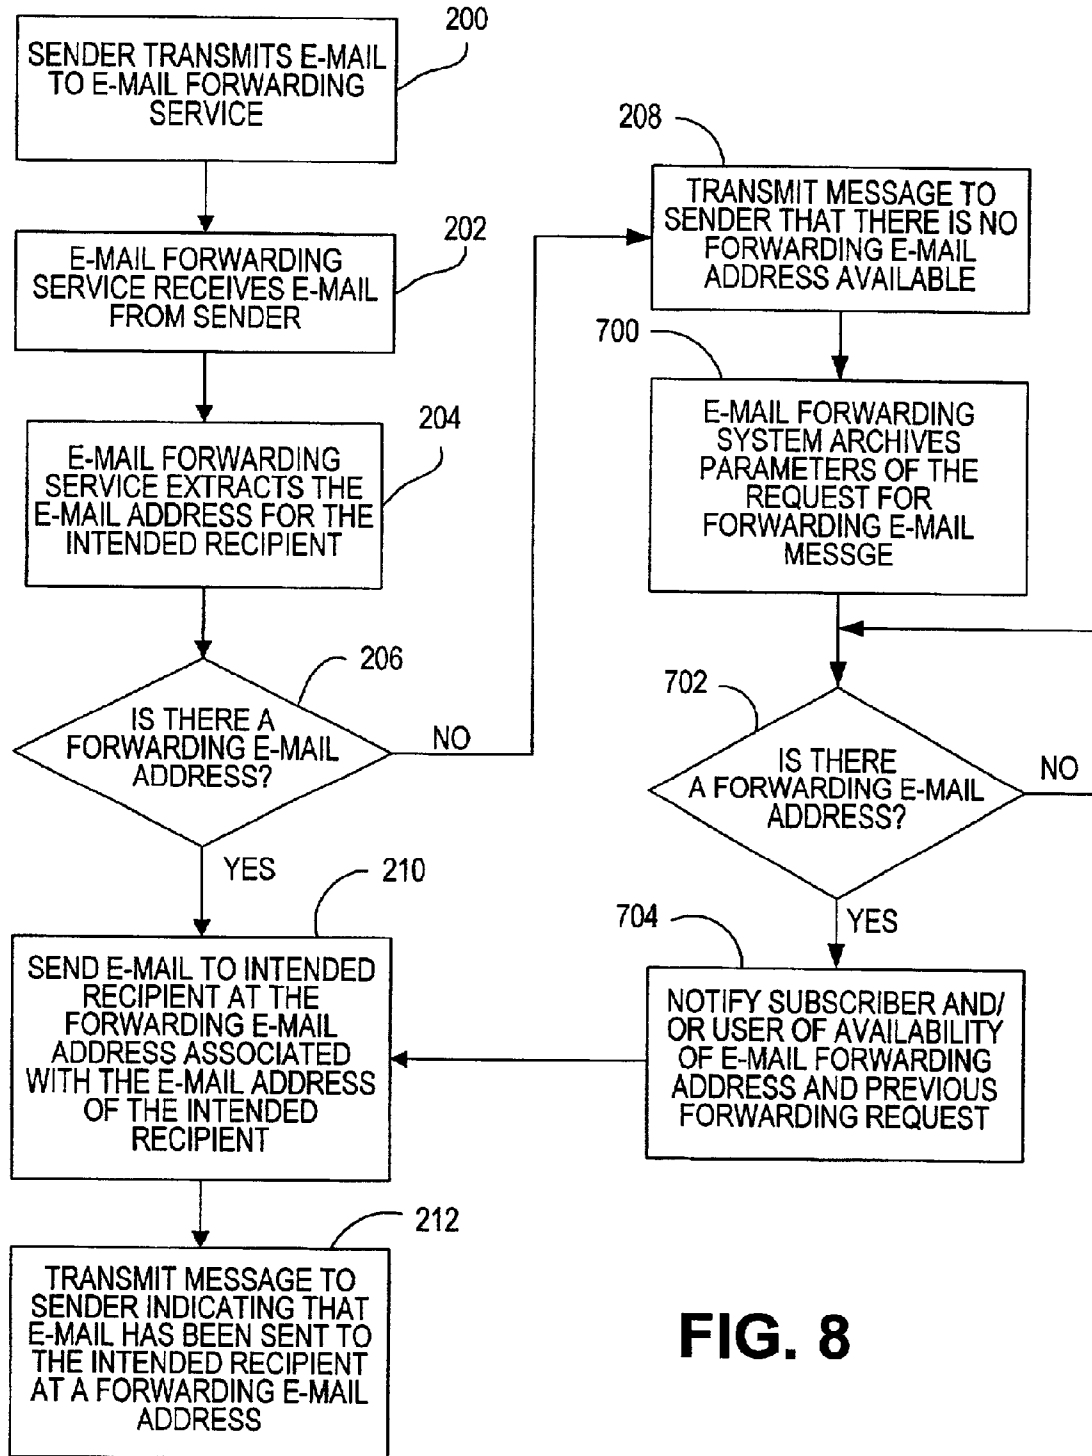 200
SENDER TRANSMITS E-MAIL
TO E-MAIL FORWARDING
SERVICE
202
E-MAIL FORWARDING
SERVICE RECEIVES E-MAIL
FROM SENDER
204
E-MAIL FORWARDING
SERVICE EXTRACTS THE
E-MAIL ADDRESS FOR THE
INTENDED RECIPIENT
206
IS THERE A
FORWARDING E-MAIL
ADDRESS?
NO
YES
208
TRANSMIT MESSAGE TO
SENDER THAT THERE IS NO
FORWARDING E-MAIL
ADDRESS AVAILABLE
700
E-MAIL FORWARDING
SYSTEM ARCHIVES
PARAMETERS OF THE
REQUEST FOR
FORWARDING E-MAIL
MESSGE
702
IS THERE
A FORWARDING E-MAIL
ADDRESS?
NO
YES
704
NOTIFY SUBSCRIBER AND/
OR USER OF AVAILABILITY
OF E-MAIL FORWARDING
ADDRESS AND PREVIOUS
FORWARDING REQUEST
210
SEND E-MAIL TO INTENDED
RECIPIENT AT THE
FORWARDING E-MAIL
ADDRESS ASSOCIATED
WITH THE E-MAIL ADDRESS
OF THE INTENDED
RECIPIENT
212
TRANSMIT MESSAGE TO
SENDER INDICATING THAT
E-MAIL HAS BEEN SENT TO
THE INTENDED RECIPIENT
AT A FORWARDING E-MAIL
ADDRESS
FIG. 8